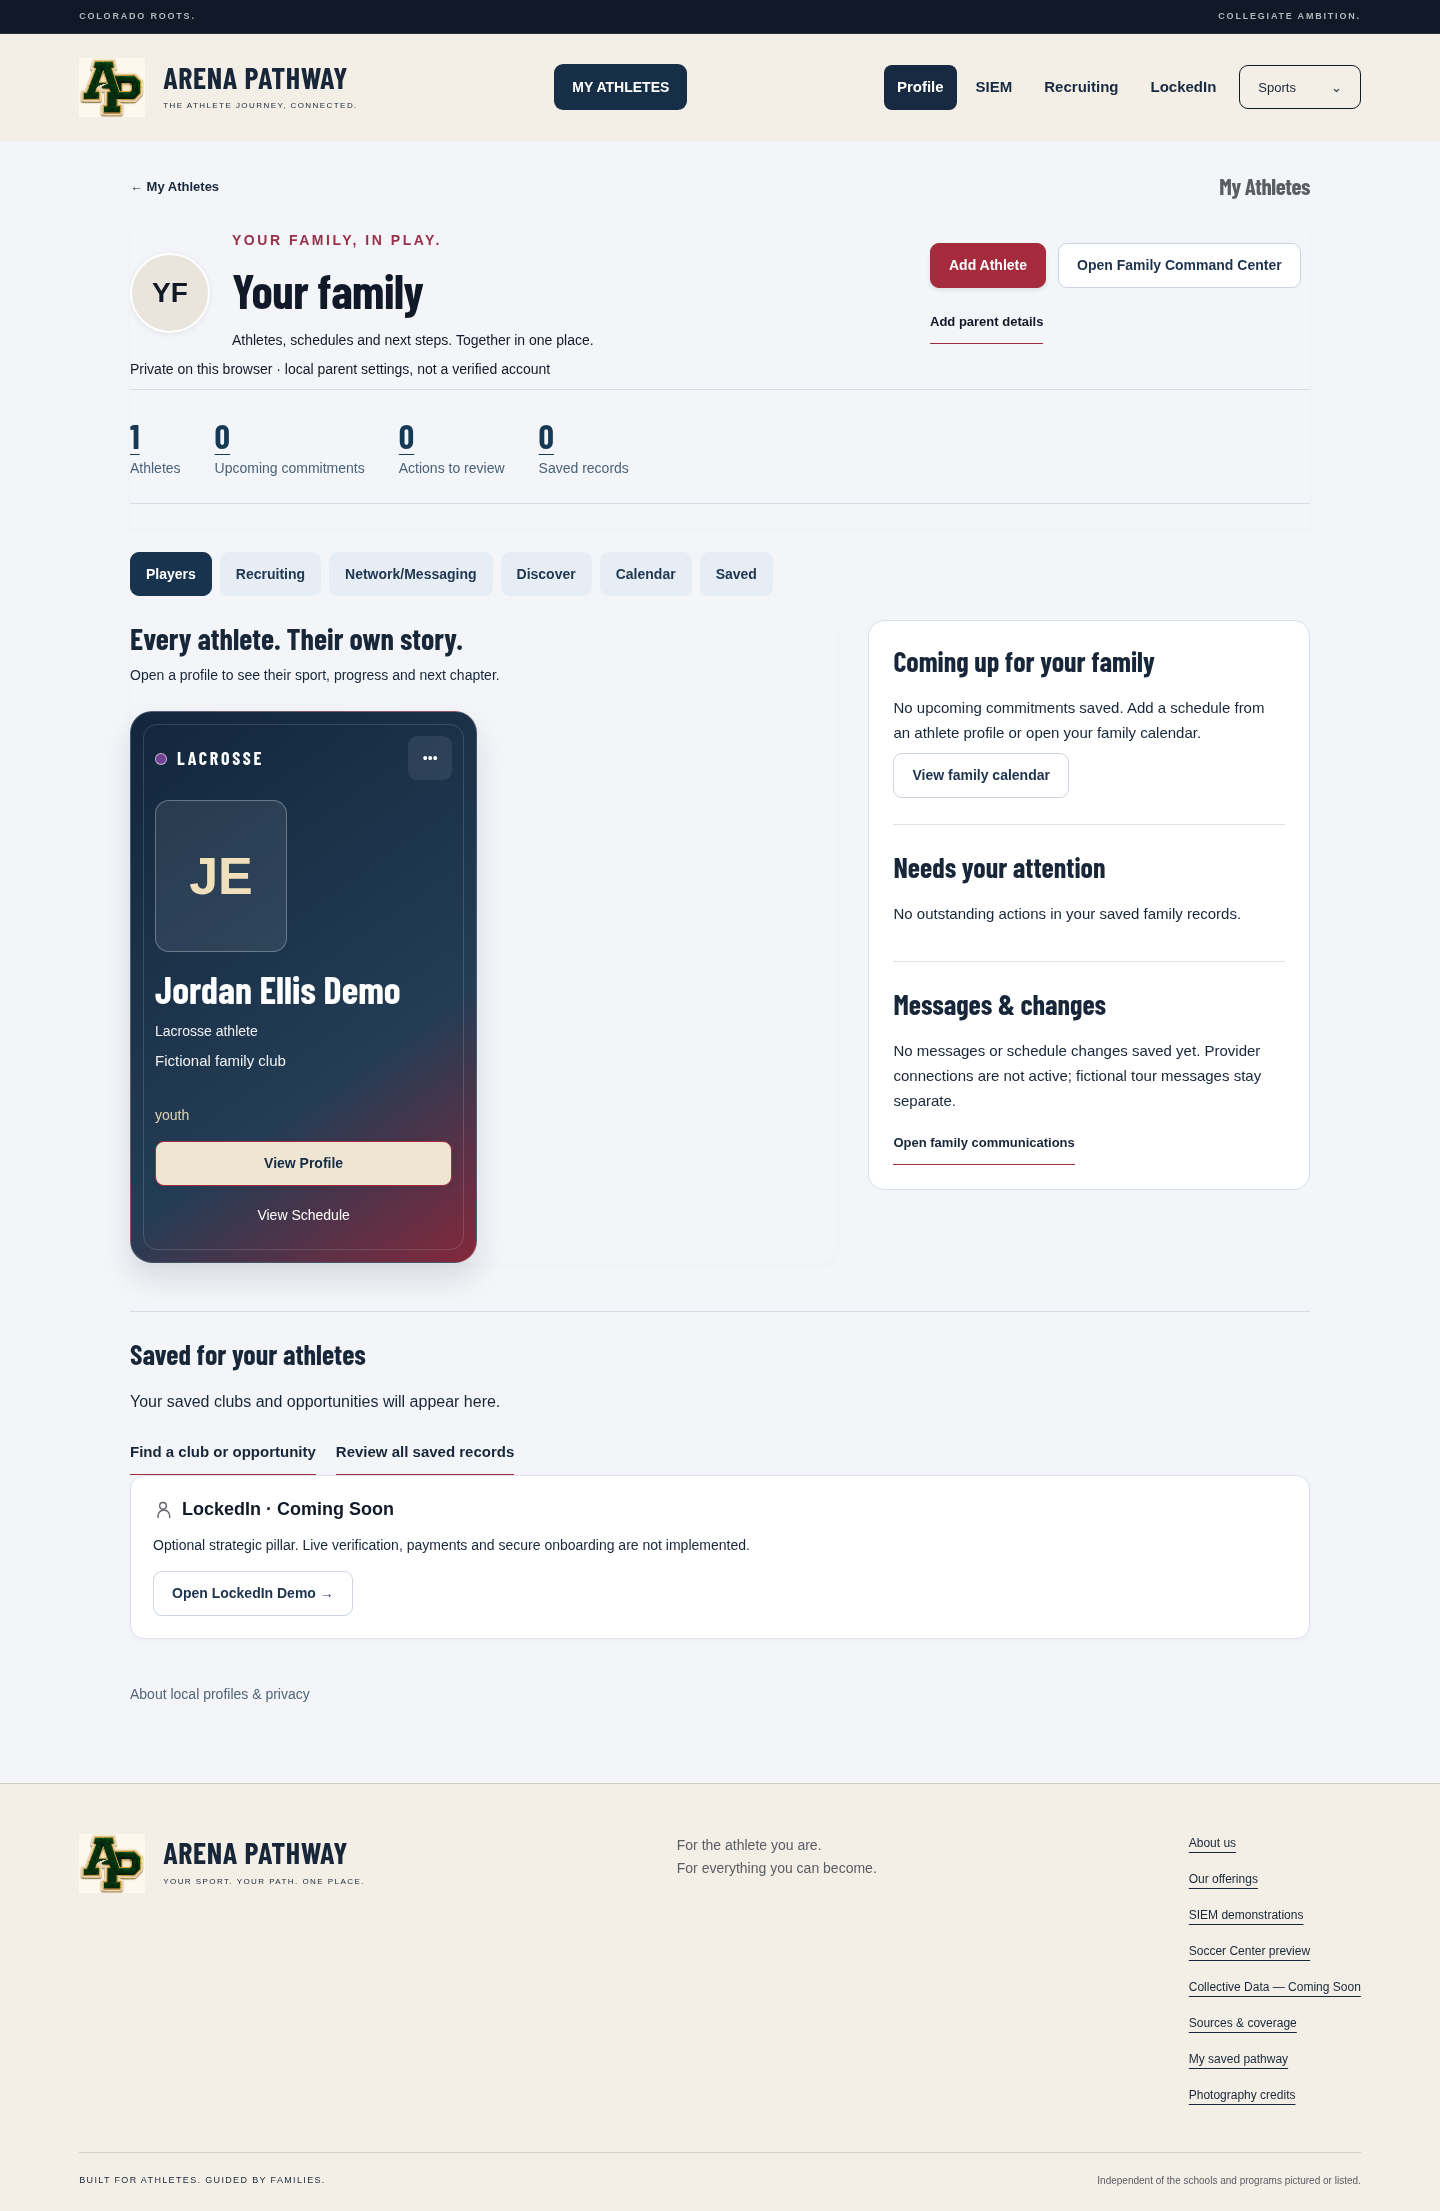 COLORADO ROOTS.
COLLEGIATE AMBITION.
AP
ARENA PATHWAY
THE ATHLETE JOURNEY, CONNECTED.
MY ATHLETES
Profile
SIEM
Recruiting
LockedIn
Sports
← My Athletes
My Athletes
YF
YOUR FAMILY, IN PLAY.
Your family
Athletes, schedules and next steps. Together in one place.
Add Athlete
Open Family Command Center
Add parent details
Private on this browser · local parent settings, not a verified account
1
Athletes
0
Upcoming commitments
0
Actions to review
0
Saved records
Players
Recruiting
Network/Messaging
Discover
Calendar
Saved
Every athlete. Their own story.
Open a profile to see their sport, progress and next chapter.
LACROSSE
•••
JE
Jordan Ellis Demo
Lacrosse athlete
Fictional family club
youth
View Profile
View Schedule
Coming up for your family
No upcoming commitments saved. Add a schedule from
an athlete profile or open your family calendar.
View family calendar
Needs your attention
No outstanding actions in your saved family records.
Messages & changes
No messages or schedule changes saved yet. Provider
connections are not active; fictional tour messages stay
separate.
Open family communications
Saved for your athletes
Your saved clubs and opportunities will appear here.
Find a club or opportunity
Review all saved records
LockedIn · Coming Soon
Optional strategic pillar. Live verification, payments and secure onboarding are not implemented.
Open LockedIn Demo →
About local profiles & privacy
AP
ARENA PATHWAY
YOUR SPORT. YOUR PATH. ONE PLACE.
For the athlete you are.
For everything you can become.
About us
Our offerings
SIEM demonstrations
Soccer Center preview
Collective Data — Coming Soon
Sources & coverage
My saved pathway
Photography credits
BUILT FOR ATHLETES. GUIDED BY FAMILIES.
Independent of the schools and programs pictured or listed.